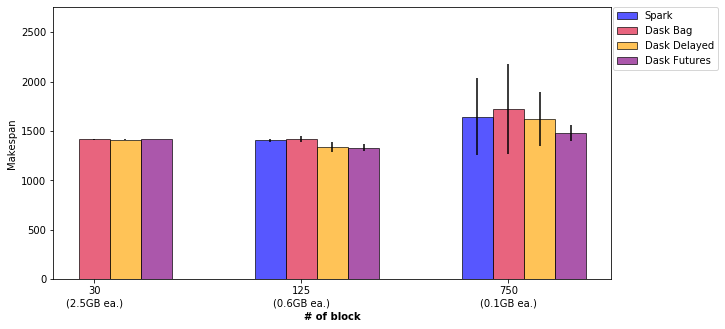 Spark
Dask Bag
Dask Delayed
Dask Futures
Makespan
2500
2000
1500
1000
500
0
30
(2.5GB ea.)
125
(0.6GB ea.)
750
(0.1GB ea.)
# of block